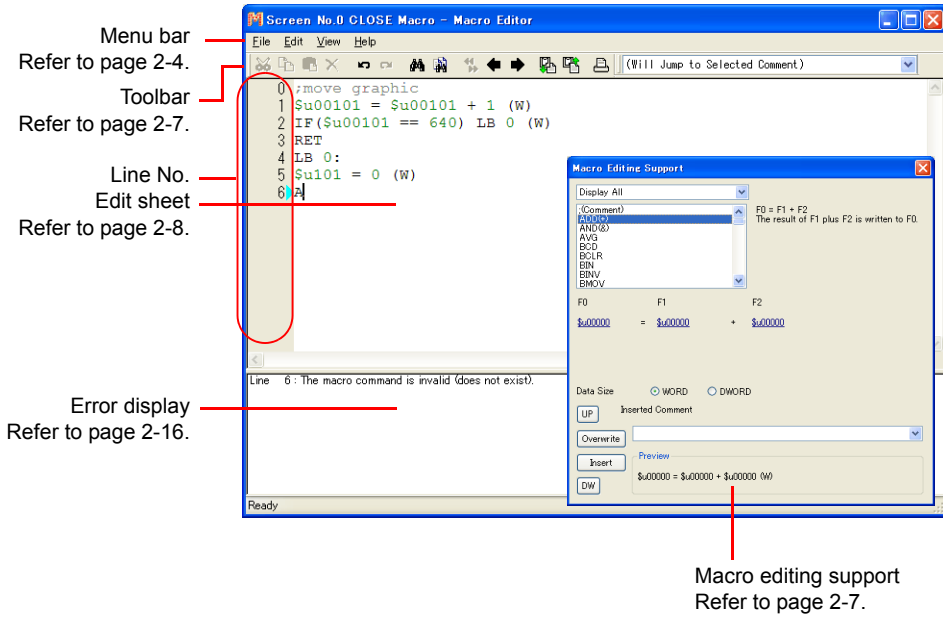 Screen No.0 CLOSE Macro - Macro Editor
File Edit View Help
(Will Jump to Selected Comment)
Menu bar
Refer to page 2-4.
Toolbar
Refer to page 2-7.
Line No.
Edit sheet
Refer to page 2-8.
Error display
Refer to page 2-16.
0 ;move graphic
1 $u00101 = $u00101 + 1 (W)
2 IF($u00101 == 640) LB 0 (W)
3 RET
4 LB 0:
5 $u101 = 0 (W)
6 A
Line 6 : The macro command is invalid (does not exist).
Ready
Macro Editing Support
Display All
;(Comment)
ADD(+)
AND(&)
AVG
BCD
BCLR
BIN
BINV
BMOV
F0 = F1 + F2
The result of F1 plus F2 is written to F0.
F0 F1 F2
$u00000 = $u00000 + $u00000
Data Size WORD DWORD
UP Inserted Comment
Overwrite
Insert
DW
Preview
$u00000 = $u00000 + $u00000 (W)
Macro editing support
Refer to page 2-7.